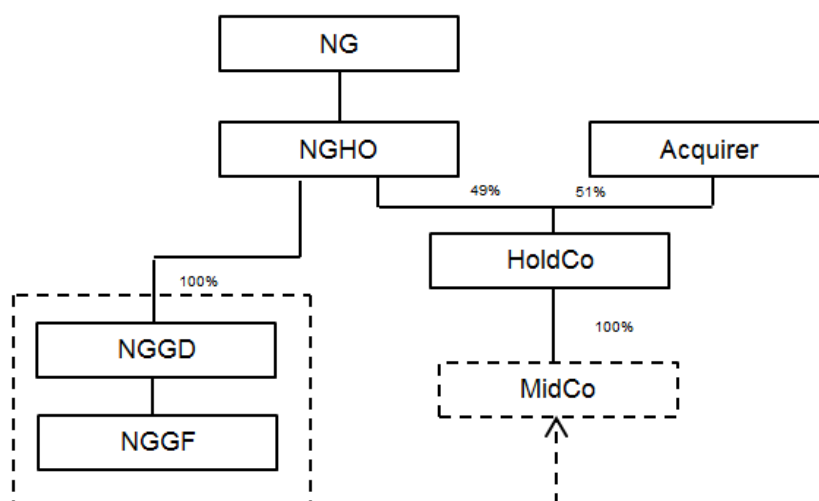 NG
NGHO
Acquirer
49%
51%
HoldCo
100%
100%
NGGD
MidCo
NGGF